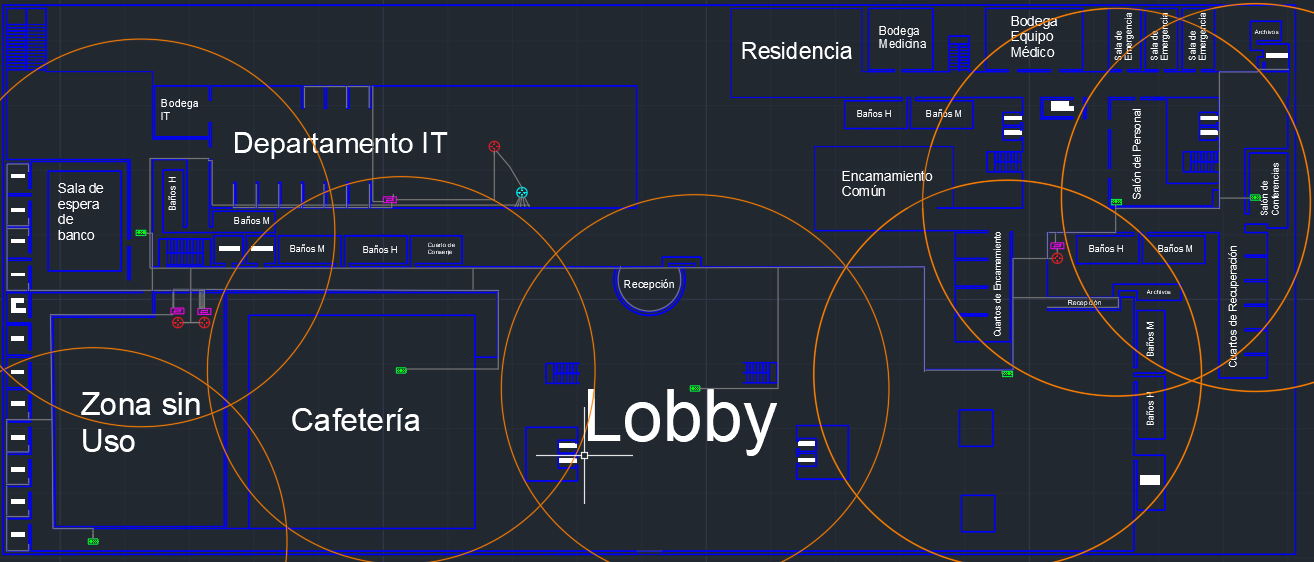 Residencia
Bodega
Medicina
Bodega
Equipo
Médico
Sala de
Emergencia
Sala de
Emergencia
Sala de
Emergencia
Archivos
Bodega
IT
Departamento IT
Baños H
Baños M
Salón del Personal
Encamamiento
Común
Salón de
Conferencias
Sala de
espera
de
banco
Baños H
Baños M
Baños M
Baños H
Cuarto de
Conserje
Recepción
Cuartos de Encamamiento
Baños H
Baños M
Archivos
Recepción
Cuartos de Recuperación
Baños M
Baños H
Zona sin
Uso
Cafetería
Lobby